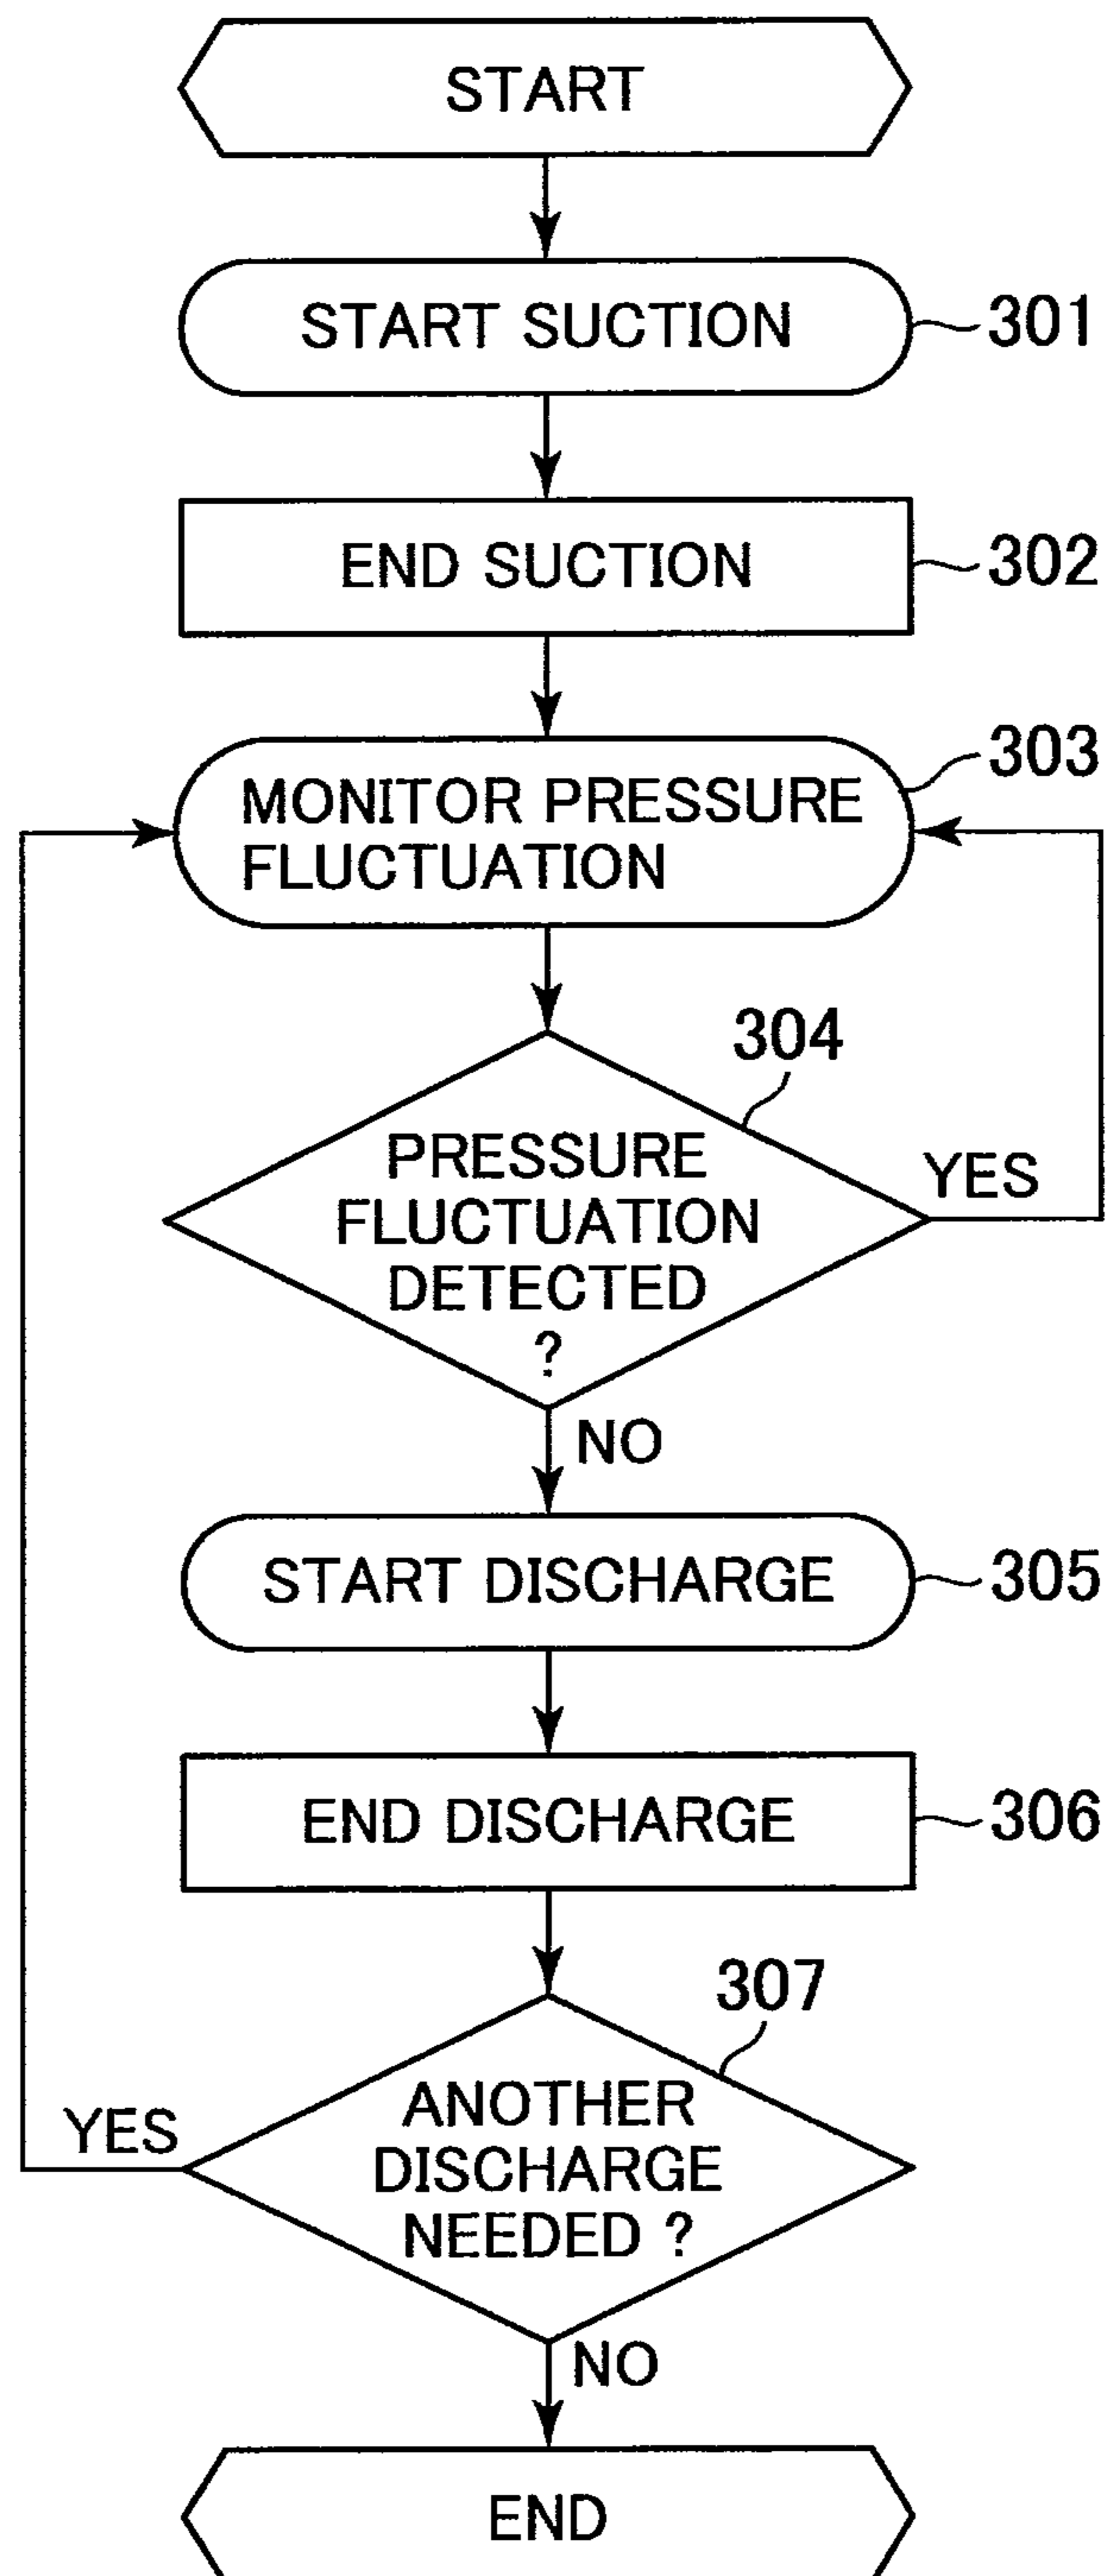 START
START SUCTION
301
END SUCTION
302
303
MONITOR PRESSURE
FLUCTUATION
304
PRESSURE
FLUCTUATION
DETECTED
?
YES
NO
START DISCHARGE
305
END DISCHARGE
306
307
ANOTHER
DISCHARGE
NEEDED ?
YES
NO
END